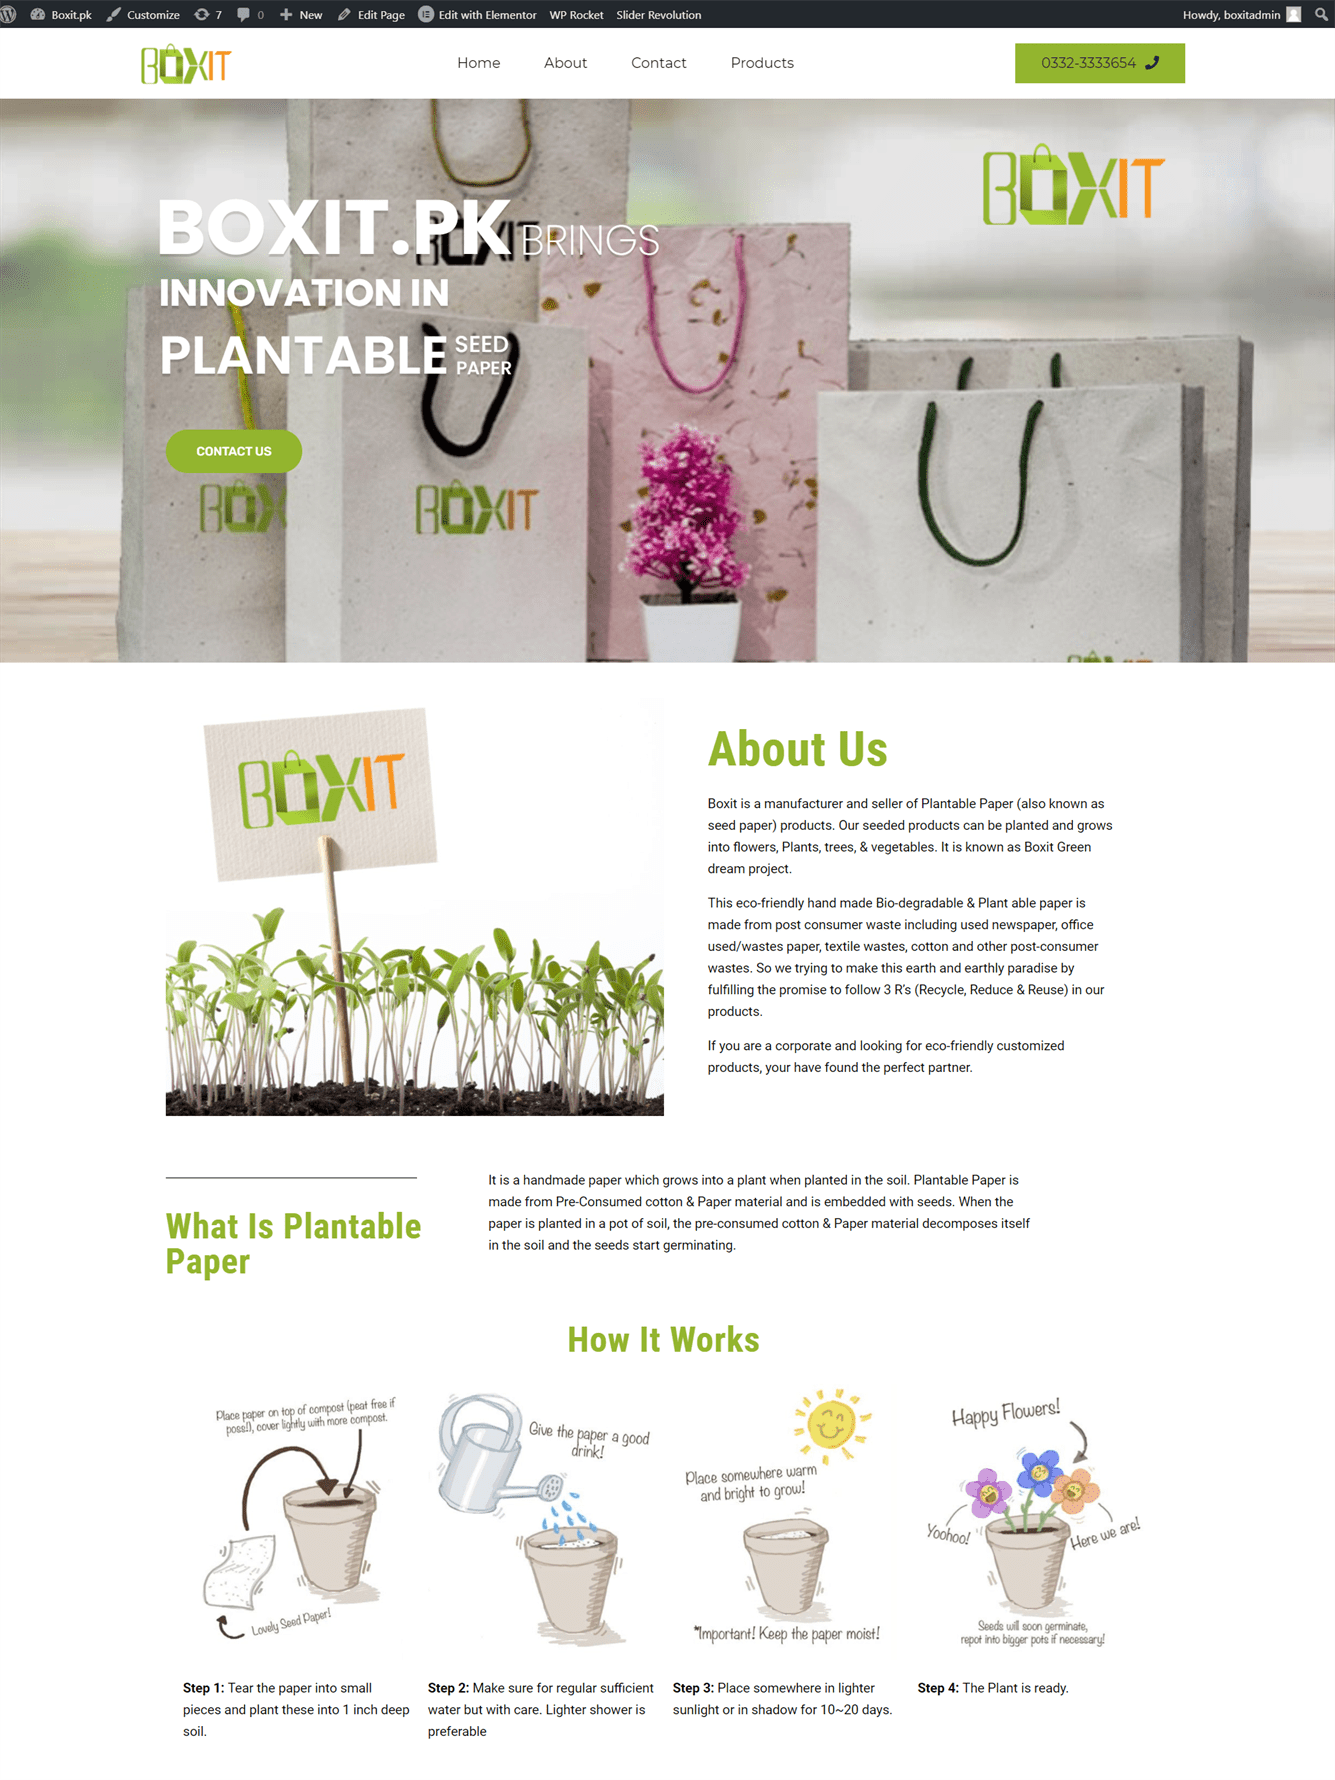 Boxit.pk Customize 7 0 New Edit Page Edit with Elementor WP Rocket Slider Revolution Howdy, boxitadmin
BOXIT Home About Contact Products 0332-3333654
BOXIT
BOXIT
BOXIT.PK BRINGS
INNOVATION IN
PLANTABLE SEED PAPER
CONTACT US
BOX
BOXIT
BOXIT
About Us
Boxit is a manufacturer and seller of Plantable Paper (also known as
seed paper) products. Our seeded products can be planted and grows
into flowers, Plants, trees, & vegetables. It is known as Boxit Green
dream project.
This eco-friendly hand made Bio-degradable & Plant able paper is
made from post consumer waste including used newspaper, office
used/wastes paper, textile wastes, cotton and other post-consumer
wastes. So we trying to make this earth and earthly paradise by
fulfilling the promise to follow 3 R's (Recycle, Reduce & Reuse) in our
products.
If you are a corporate and looking for eco-friendly customized
products, your have found the perfect partner.
What Is Plantable
Paper
It is a handmade paper which grows into a plant when planted in the soil. Plantable Paper is
made from Pre-Consumed cotton & Paper material and is embedded with seeds. When the
paper is planted in a pot of soil, the pre-consumed cotton & Paper material decomposes itself
in the soil and the seeds start germinating.
How It Works
Place paper on top of compost (peat free if
poss!), cover lightly with more compost.
Lovely Seed Paper!
Give the paper a good
drink!
Place somewhere warm
and bright to grow!
*Important! Keep the paper moist!
Happy Flowers!
Yoohoo!
Here we are!
Seeds will soon germinate,
repot into bigger pots if necessary!
Step 1: Tear the paper into small
pieces and plant these into 1 inch deep
soil.
Step 2: Make sure for regular sufficient
water but with care. Lighter shower is
preferable
Step 3: Place somewhere in lighter
sunlight or in shadow for 10~20 days.
Step 4: The Plant is ready.